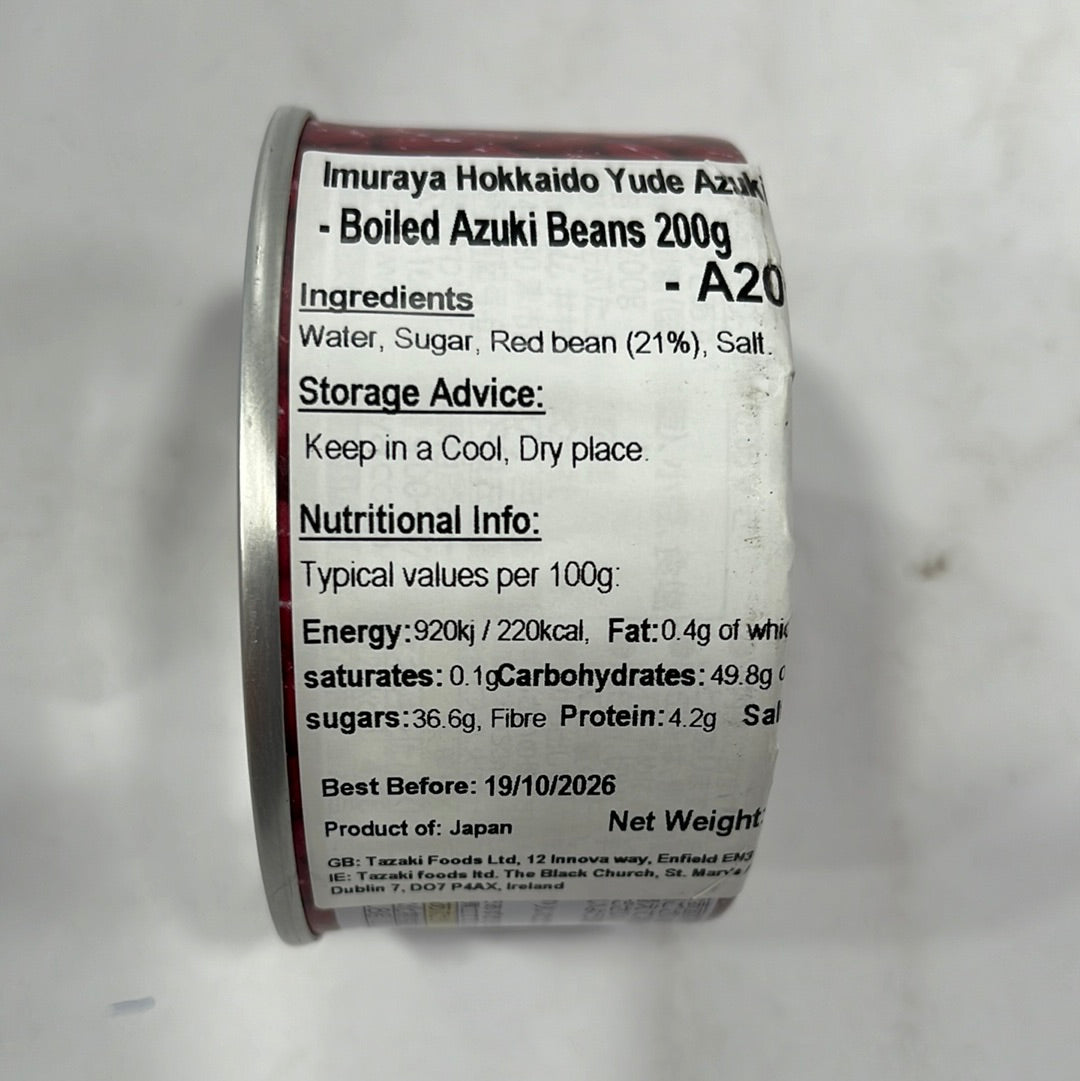 Imuraya Hokkaido Yude Azuki
- Boiled Azuki Beans 200g
- A20
Ingredients
Water, Sugar, Red bean (21%), Salt.
Storage Advice:
Keep in a Cool, Dry place.
Nutritional Info:
Typical values per 100g:
Energy:920kj / 220kcal, Fat:0.4g of
saturates: 0.1gCarbohydrates: 49.8g
sugars:36.6g, Fibre Protein:4.2g
Best Before: 19/10/2026
Product of: Japan
Net Weight
GB: Tazaki Foods Ltd, 12 Innova way, Enfield EN3
IE: Tazaki foods ltd. The Black Church, St. Mary's
Dublin 7, DO7 P4AX, Ireland